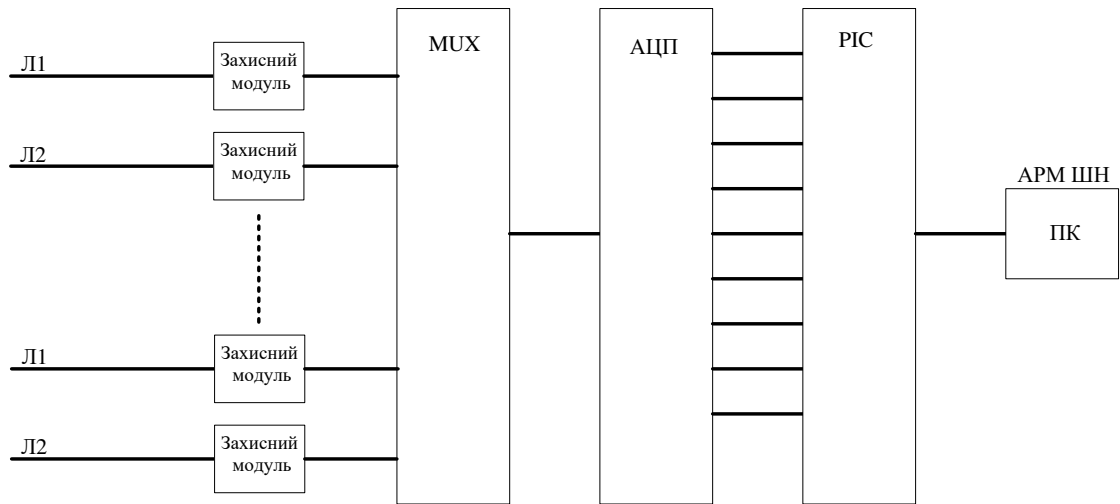 MUX
АЦП
PIC
Л1
Захисний
модуль
Л2
Захисний
модуль
АРМ ШН
ПК
Л1
Захисний
модуль
Л2
Захисний
модуль